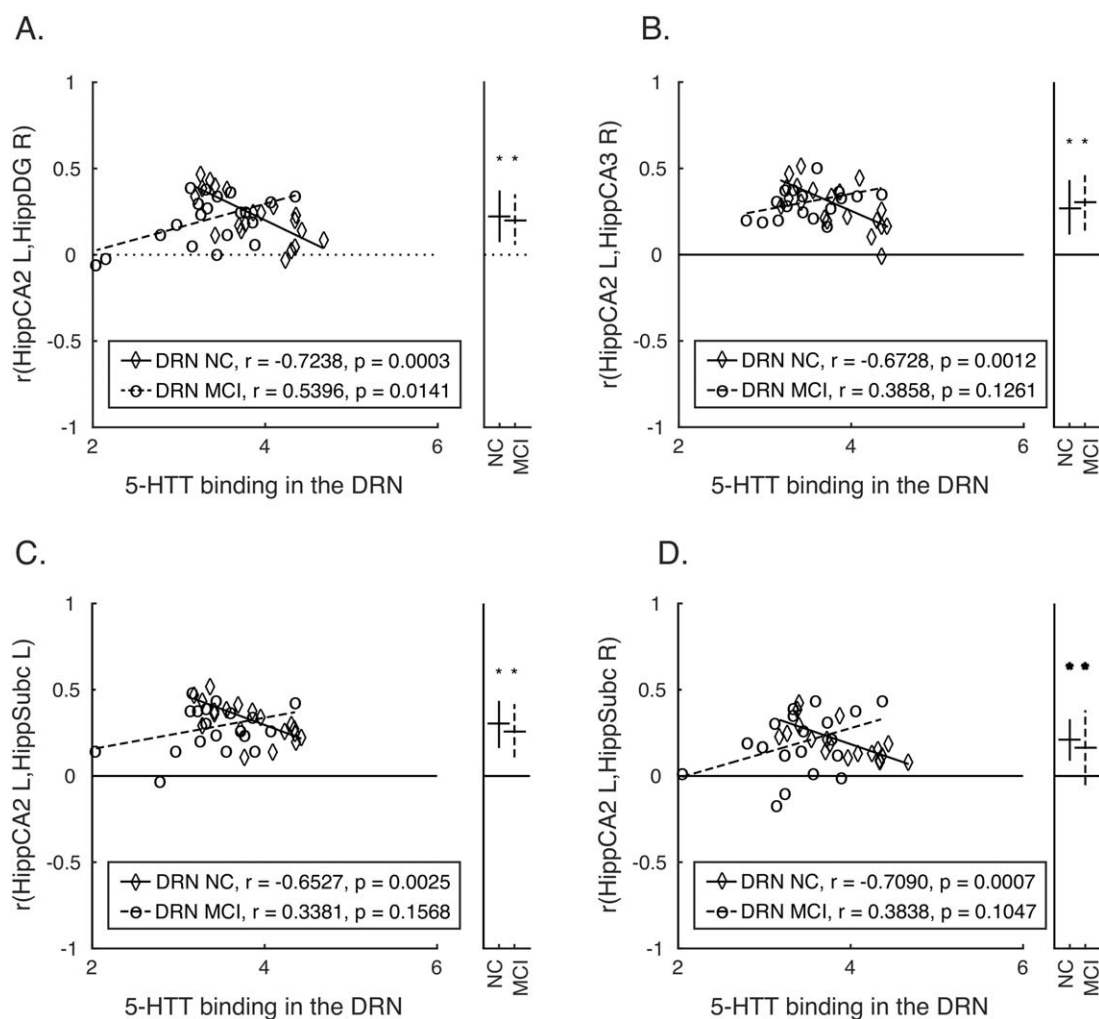 A.
r(HippCA2 L,HippDG R)
1
0.5
0
-0.5
-1
* *
DRN NC, r = -0.7238, p = 0.0003
DRN MCI, r = 0.5396, p = 0.0141
2 4 6
NC
MCI
5-HTT binding in the DRN
B.
r(HippCA2 L,HippCA3 R)
1
0.5
0
-0.5
-1
* *
DRN NC, r = -0.6728, p = 0.0012
DRN MCI, r = 0.3858, p = 0.1261
2 4 6
NC
MCI
5-HTT binding in the DRN
C.
r(HippCA2 L,HippSubc L)
1
0.5
0
-0.5
-1
* *
DRN NC, r = -0.6527, p = 0.0025
DRN MCI, r = 0.3381, p = 0.1568
2 4 6
NC
MCI
5-HTT binding in the DRN
D.
r(HippCA2 L,HippSubc R)
1
0.5
0
-0.5
-1
* *
DRN NC, r = -0.7090, p = 0.0007
DRN MCI, r = 0.3838, p = 0.1047
2 4 6
NC
MCI
5-HTT binding in the DRN